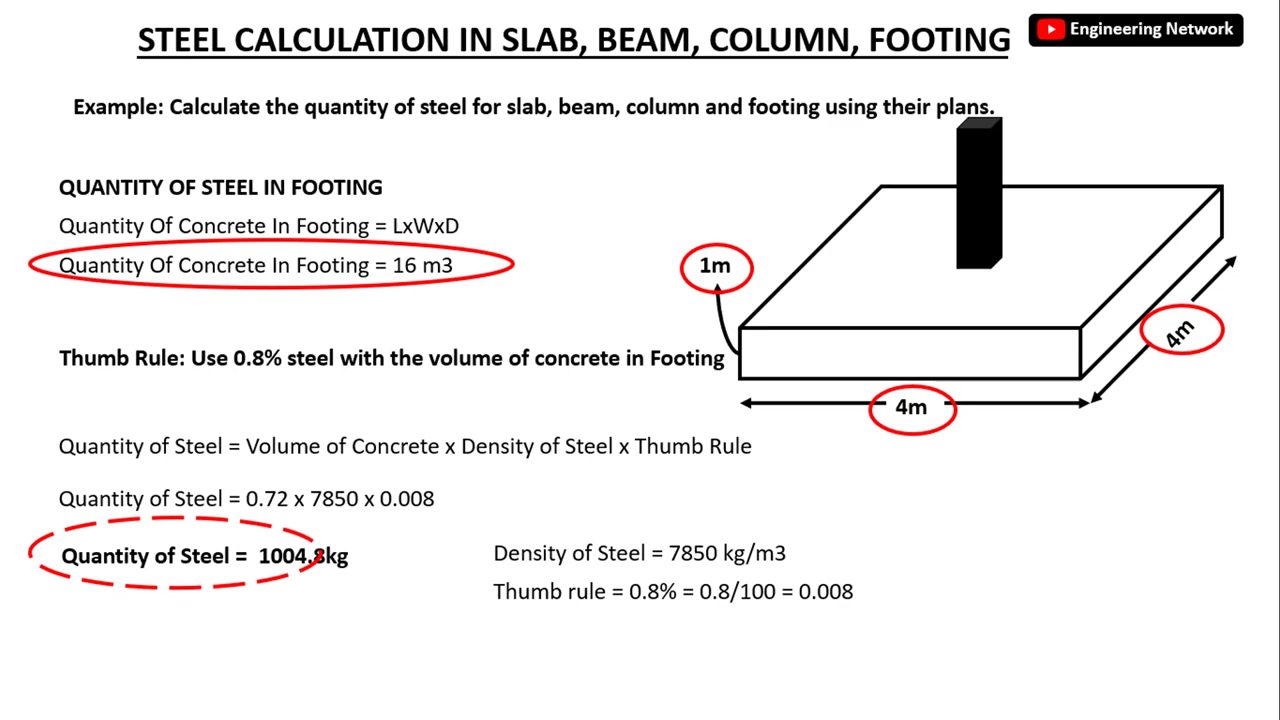 STEEL CALCULATION IN SLAB, BEAM, COLUMN, FOOTING
Engineering Network
Example: Calculate the quantity of steel for slab, beam, column and footing using their plans.
QUANTITY OF STEEL IN FOOTING
Quantity Of Concrete In Footing = LxWxD
Quantity Of Concrete In Footing = 16 m3
1m
4m
Thumb Rule: Use 0.8% steel with the volume of concrete in Footing
4m
Quantity of Steel = Volume of Concrete x Density of Steel x Thumb Rule
Quantity of Steel = 0.72 x 7850 x 0.008
Quantity of Steel = 1004.8kg
Density of Steel = 7850 kg/m3
Thumb rule = 0.8% = 0.8/100 = 0.008